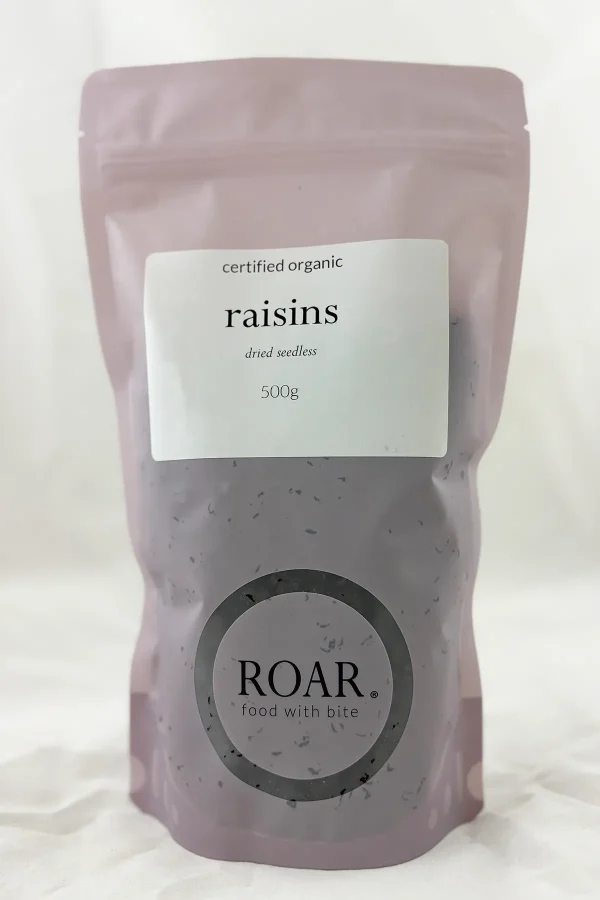 certified organic
raisins
dried seedless
500g
ROAR®
food with bite